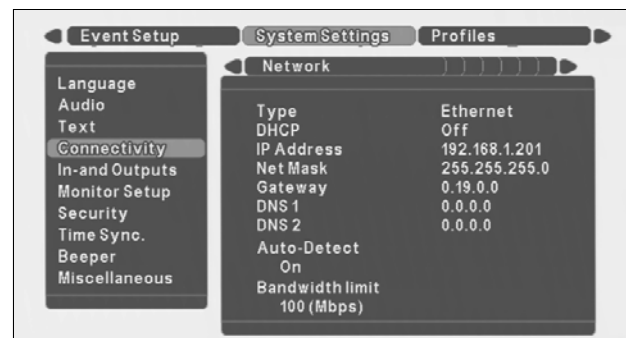 Event Setup System Settings Profiles
Network
Language
Audio
Text
Connectivity
In-and Outputs
Monitor Setup
Security
Time Sync.
Beeper
Miscellaneous
Type Ethernet
DHCP Off
IP Address 192.168.1.201
Net Mask 255.255.255.0
Gateway 0.19.0.0
DNS 1 0.0.0.0
DNS 2 0.0.0.0
Auto-Detect
On
Bandwidth limit
100 (Mbps)